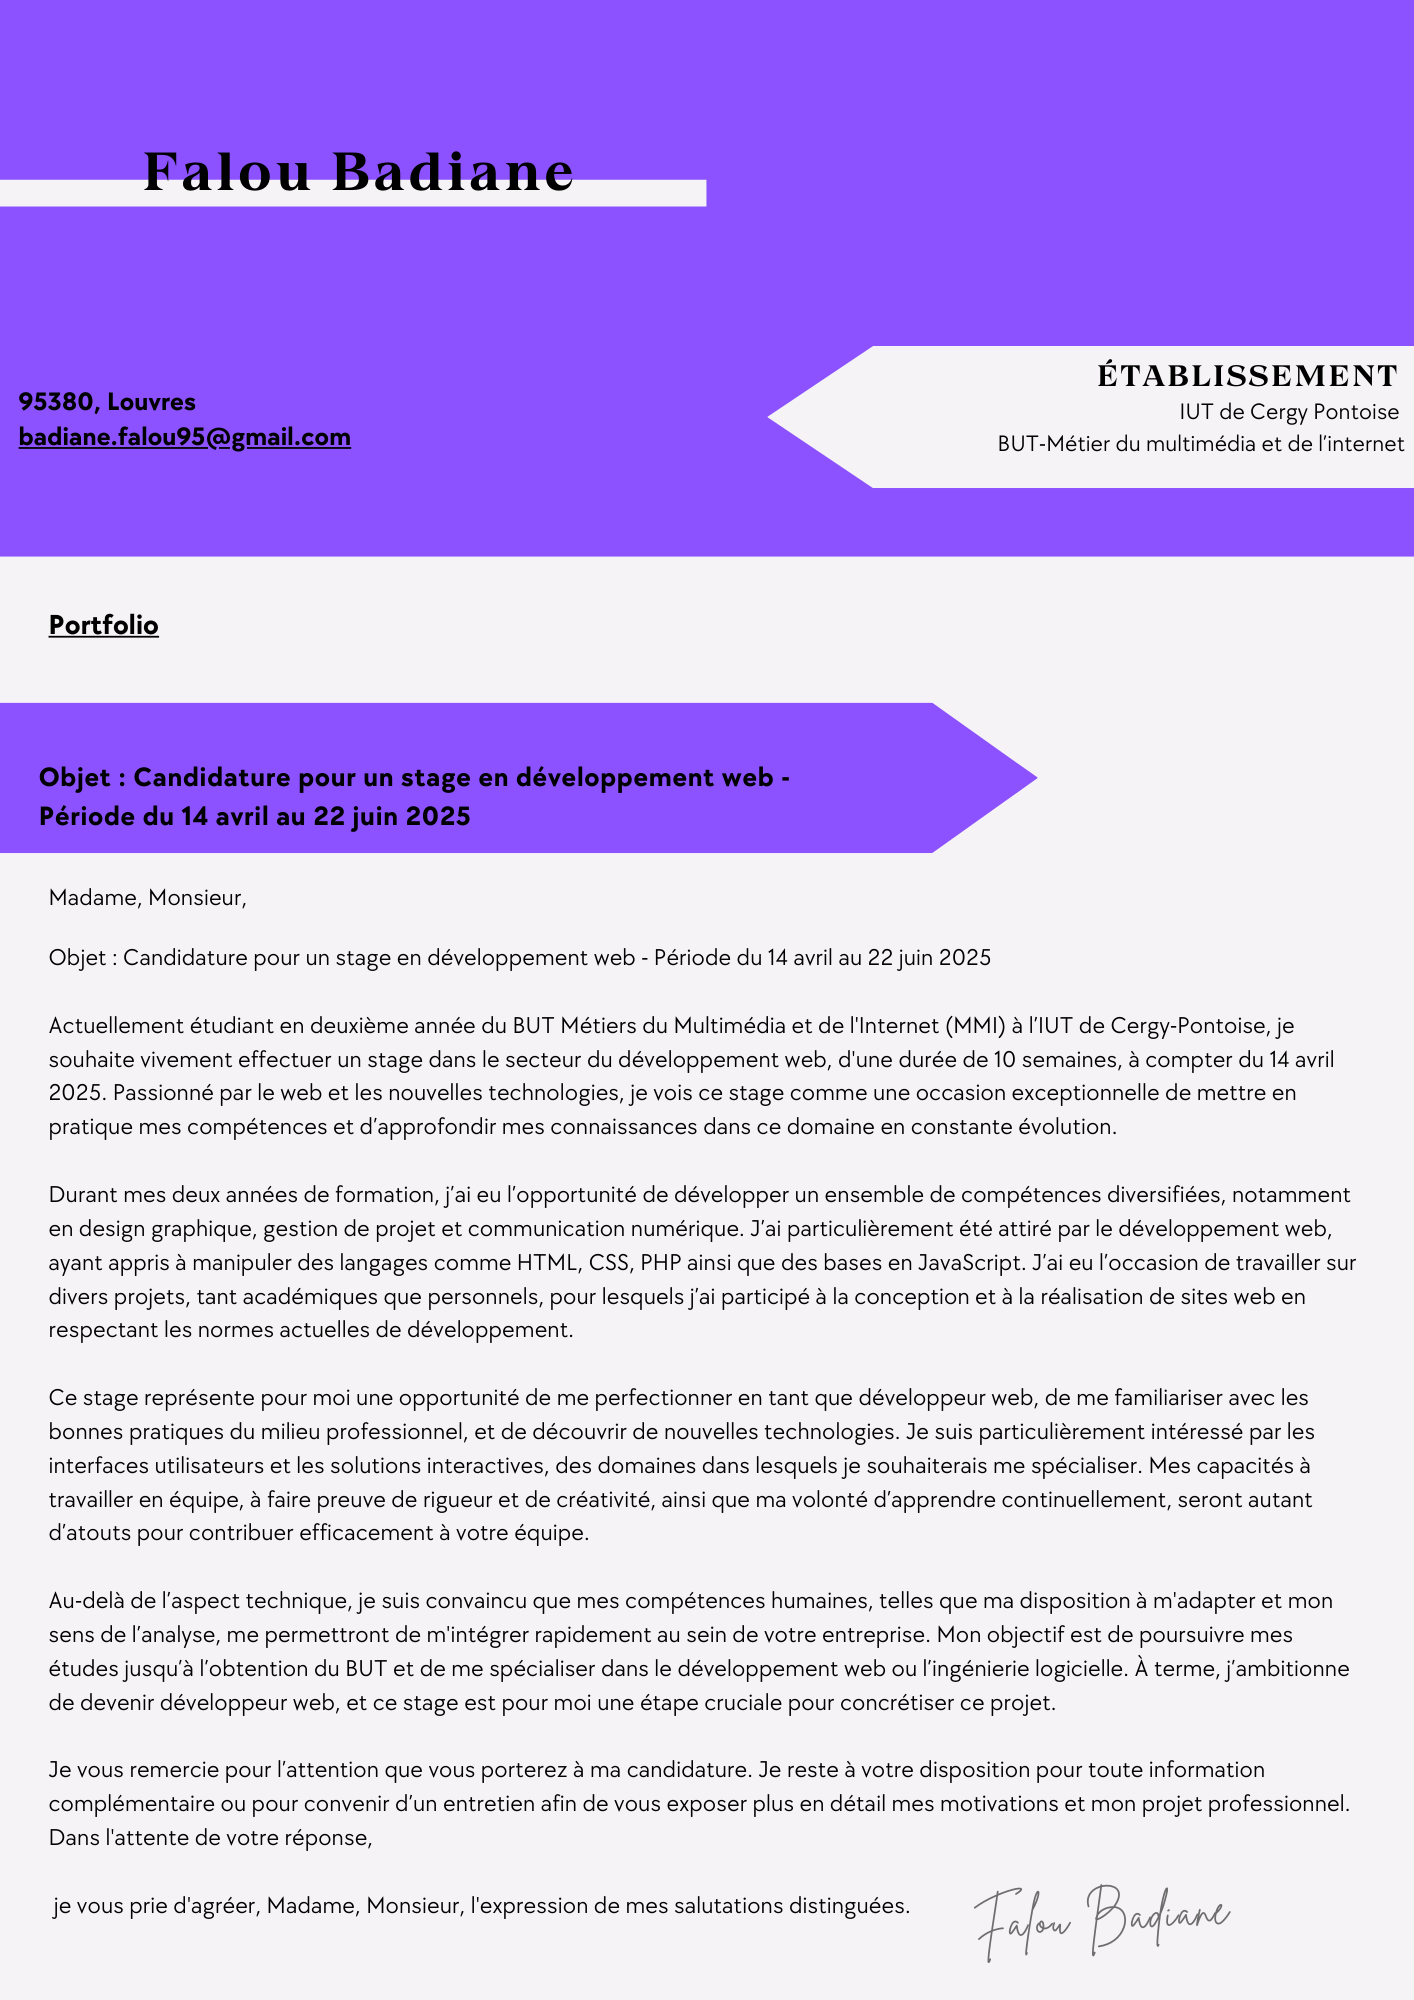 Falou Badiane
95380, Louvres
badiane.falou95@gmail.com
ÉTABLISSEMENT
IUT de Cergy Pontoise
BUT-Métier du multimédia et de l’internet
Portfolio
Objet : Candidature pour un stage en développement web -
Période du 14 avril au 22 juin 2025
Madame, Monsieur,
Objet : Candidature pour un stage en développement web - Période du 14 avril au 22 juin 2025
Actuellement étudiant en deuxième année du BUT Métiers du Multimédia et de l'Internet (MMI) à l’IUT de Cergy-Pontoise, je
souhaite vivement effectuer un stage dans le secteur du développement web, d'une durée de 10 semaines, à compter du 14 avril
2025. Passionné par le web et les nouvelles technologies, je vois ce stage comme une occasion exceptionnelle de mettre en
pratique mes compétences et d’approfondir mes connaissances dans ce domaine en constante évolution.
Durant mes deux années de formation, j’ai eu l’opportunité de développer un ensemble de compétences diversifiées, notamment
en design graphique, gestion de projet et communication numérique. J’ai particulièrement été attiré par le développement web,
ayant appris à manipuler des langages comme HTML, CSS, PHP ainsi que des bases en JavaScript. J’ai eu l’occasion de travailler sur
divers projets, tant académiques que personnels, pour lesquels j’ai participé à la conception et à la réalisation de sites web en
respectant les normes actuelles de développement.
Ce stage représente pour moi une opportunité de me perfectionner en tant que développeur web, de me familiariser avec les
bonnes pratiques du milieu professionnel, et de découvrir de nouvelles technologies. Je suis particulièrement intéressé par les
interfaces utilisateurs et les solutions interactives, des domaines dans lesquels je souhaiterais me spécialiser. Mes capacités à
travailler en équipe, à faire preuve de rigueur et de créativité, ainsi que ma volonté d’apprendre continuellement, seront autant
d’atouts pour contribuer efficacement à votre équipe.
Au-delà de l’aspect technique, je suis convaincu que mes compétences humaines, telles que ma disposition à m'adapter et mon
sens de l’analyse, me permettront de m'intégrer rapidement au sein de votre entreprise. Mon objectif est de poursuivre mes
études jusqu’à l’obtention du BUT et de me spécialiser dans le développement web ou l’ingénierie logicielle. À terme, j’ambitionne
de devenir développeur web, et ce stage est pour moi une étape cruciale pour concrétiser ce projet.
Je vous remercie pour l’attention que vous porterez à ma candidature. Je reste à votre disposition pour toute information
complémentaire ou pour convenir d’un entretien afin de vous exposer plus en détail mes motivations et mon projet professionnel.
Dans l'attente de votre réponse,
je vous prie d'agréer, Madame, Monsieur, l'expression de mes salutations distinguées.
Falou Badiane